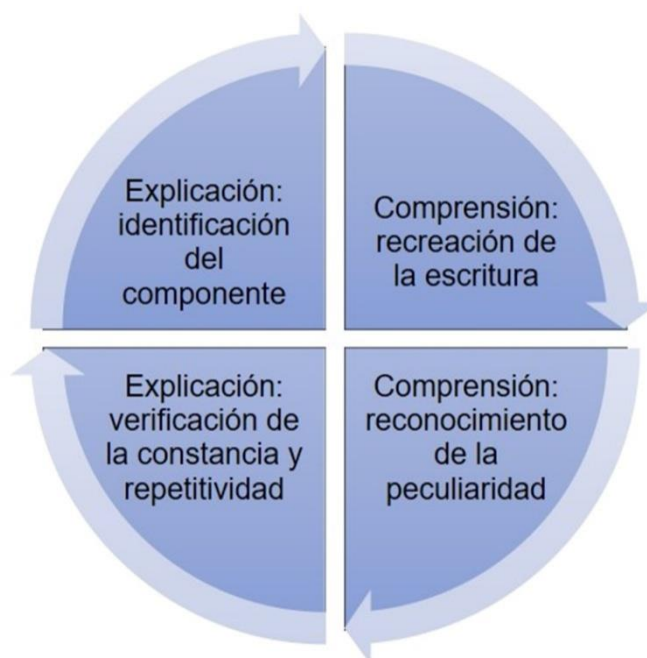 Explicación:
identificación
del
componente
Comprensión:
recreación de
la escritura
Explicación:
verificación de
la constancia y
repetitividad
Comprensión:
reconocimiento
de la
peculiaridad